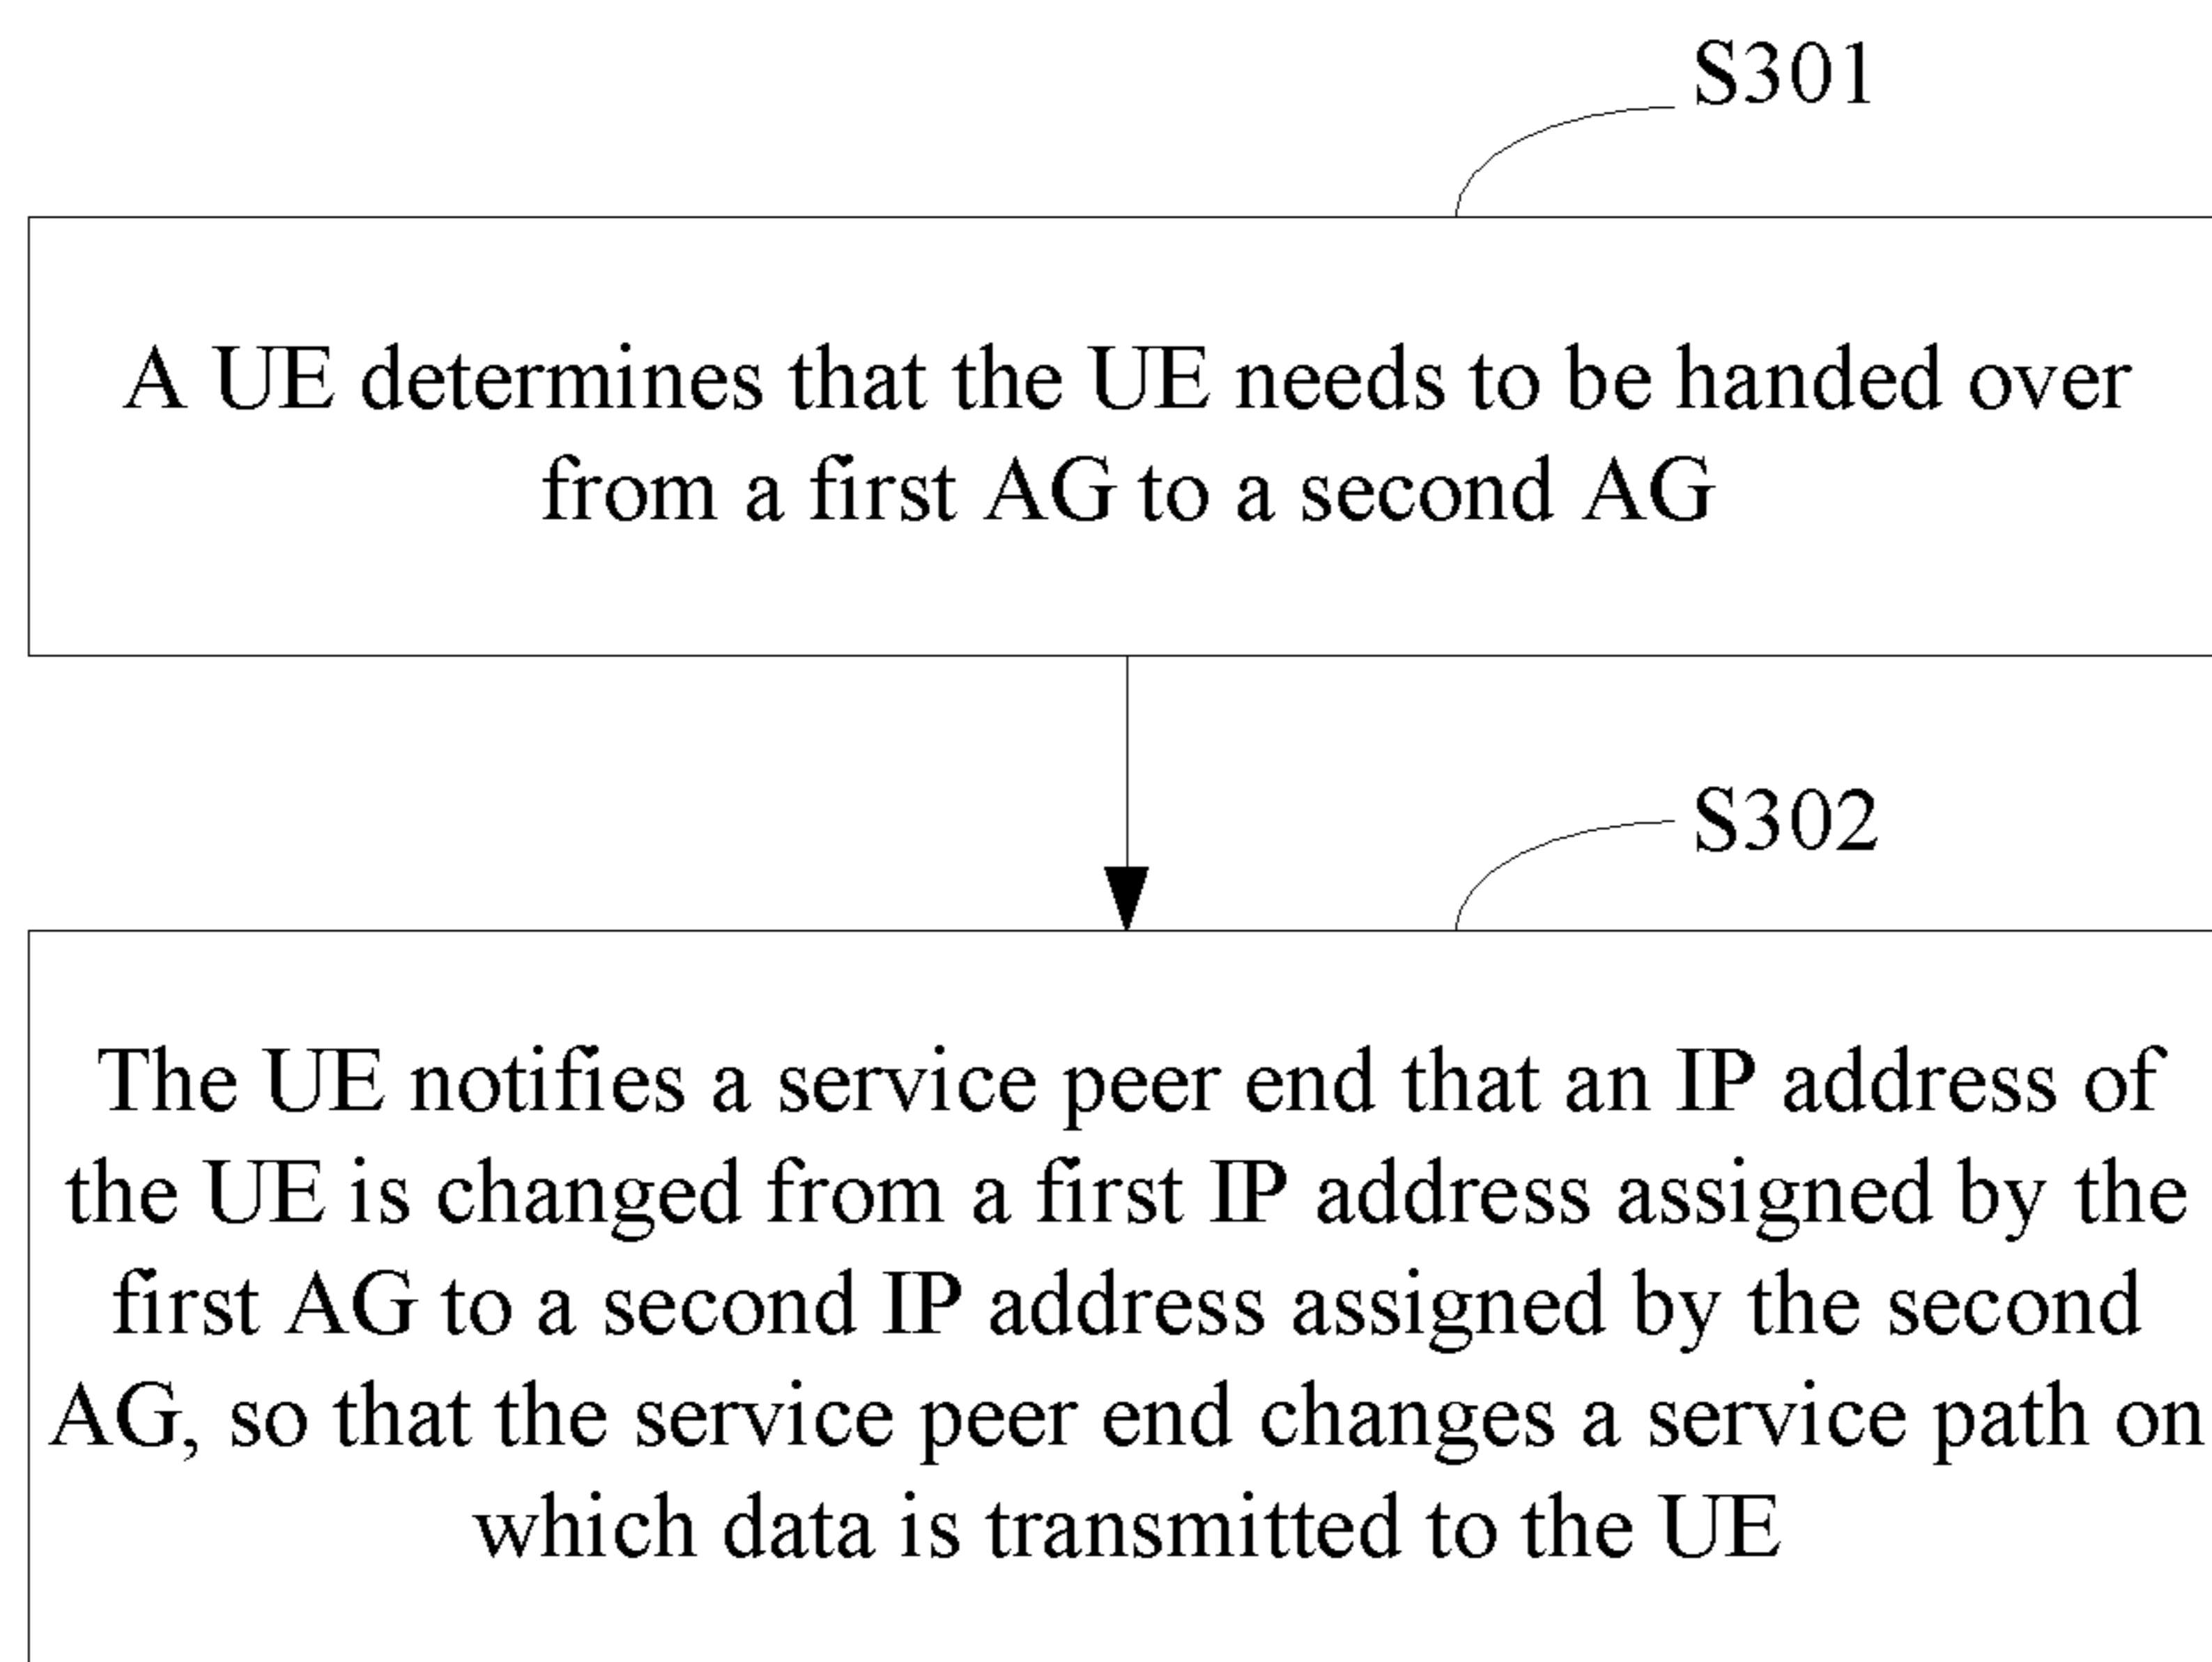 S301
A UE determines that the UE needs to be handed over
from a first AG to a second AG
S302
The UE notifies a service peer end that an IP address of
the UE is changed from a first IP address assigned by the
first AG to a second IP address assigned by the second
AG, so that the service peer end changes a service path on
which data is transmitted to the UE